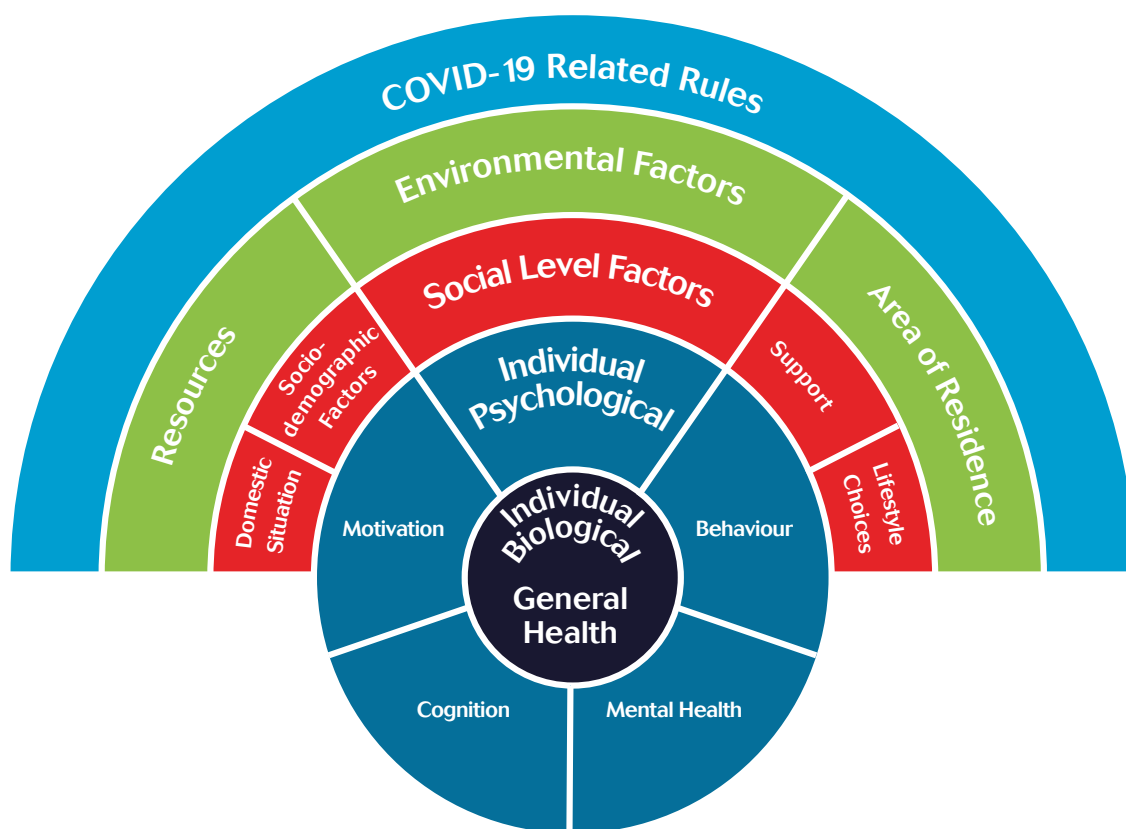 COVID-19 Related Rules
Environmental Factors
Resources
Area of Residence
Social Level Factors
Socio-
demographic
Factors
Domestic
Situation
Support
Lifestyle
Choices
Individual
Psychological
Motivation
Behaviour
Cognition
Mental Health
Individual
Biological
General
Health